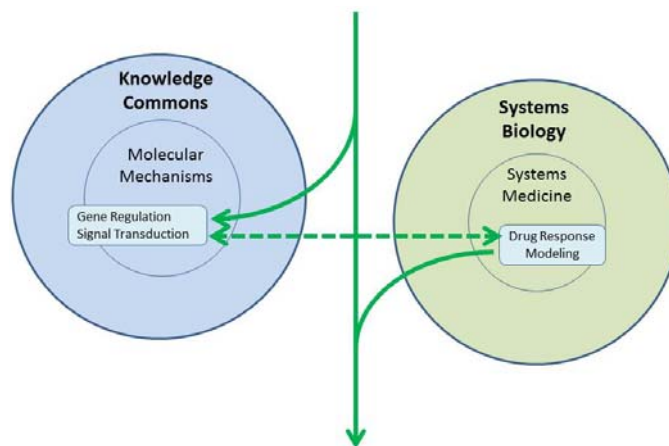 Knowledge
Commons
Molecular
Mechanisms
Gene Regulation
Signal Transduction
Systems
Biology
Systems
Medicine
Drug Response
Modeling